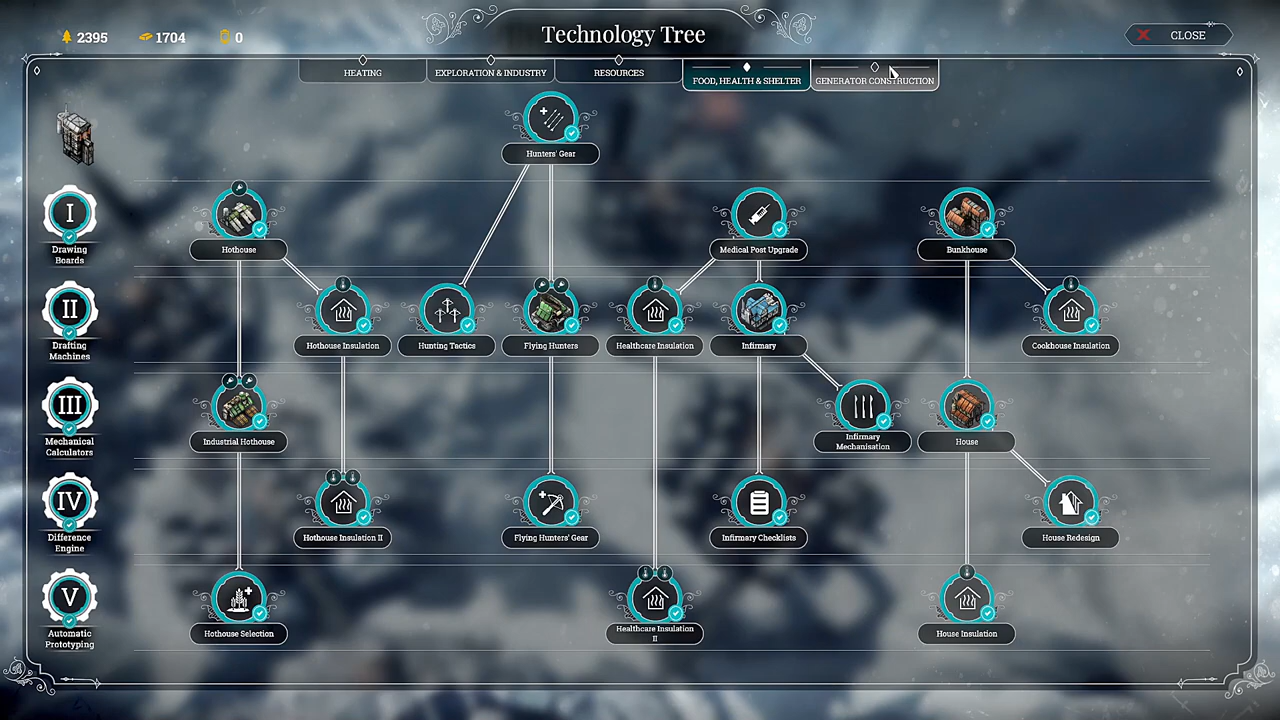 2395
1704
0
Technology Tree
CLOSE
HEATING
EXPLORATION & INDUSTRY
RESOURCES
FOOD, HEALTH & SHELTER
GENERATOR CONSTRUCTION
Hunters' Gear
I
Drawing
Boards
Hothouse
Medical Post Upgrade
Bunkhouse
II
Drafting
Machines
Hothouse Insulation
Hunting Tactics
Flying Hunters
Healthcare Insulation
Infirmary
Cookhouse Insulation
III
Mechanical
Calculators
Industrial Hothouse
Infirmary
Mechanisation
House
IV
Difference
Engine
Hothouse Insulation II
Flying Hunters' Gear
Infirmary Checklists
House Redesign
V
Automatic
Prototyping
Hothouse Selection
Healthcare Insulation
II
House Insulation